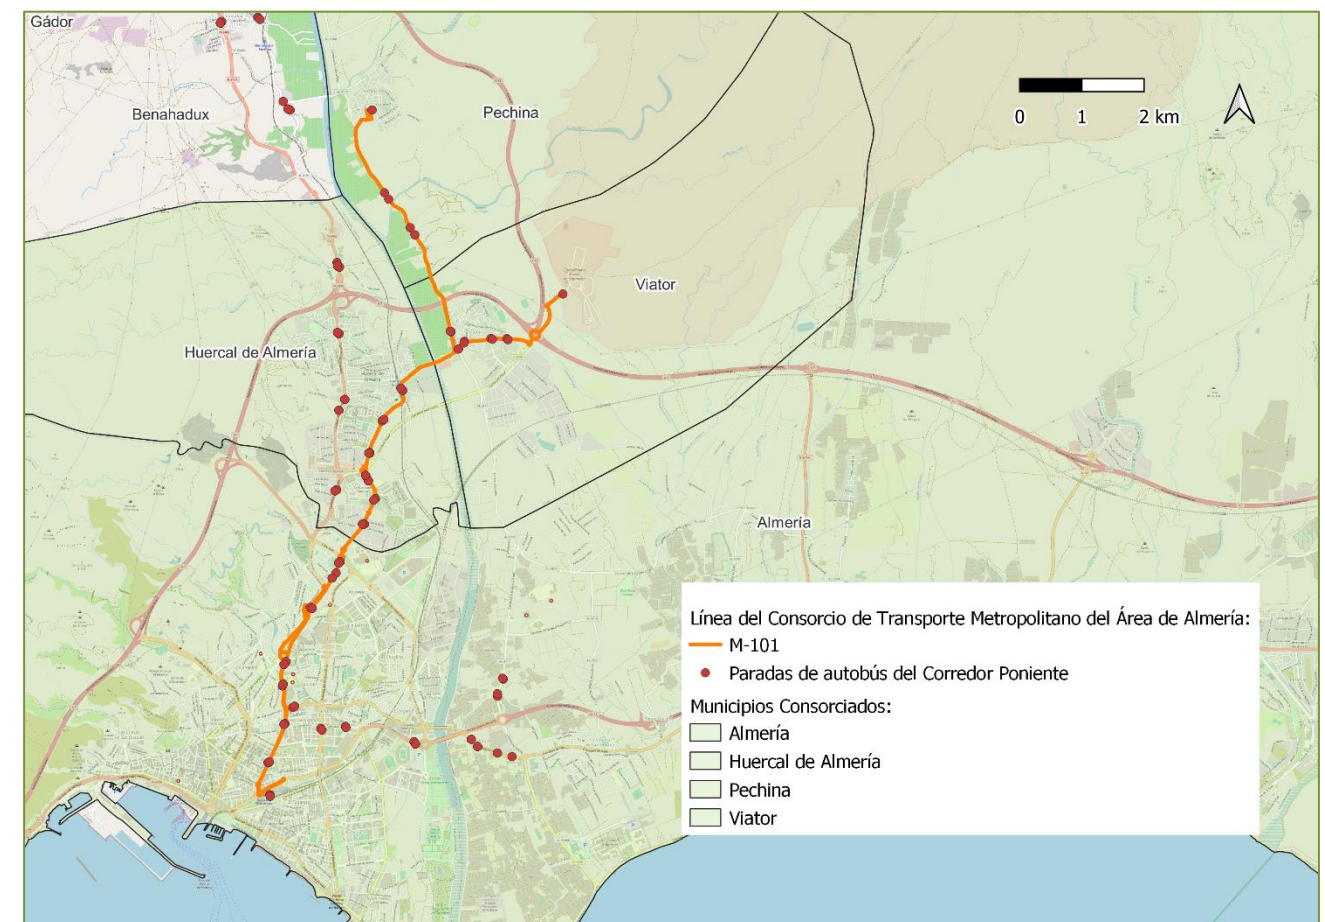 Gádor
Benahadux
Pechina
0 1 2 km
Viator
Huercal de Almería
Almería
Línea del Consorcio de Transporte Metropolitano del Área de Almería:
M-101
Paradas de autobús del Corredor Poniente
Municipios Consorciados:
Almería
Huercal de Almería
Pechina
Viator